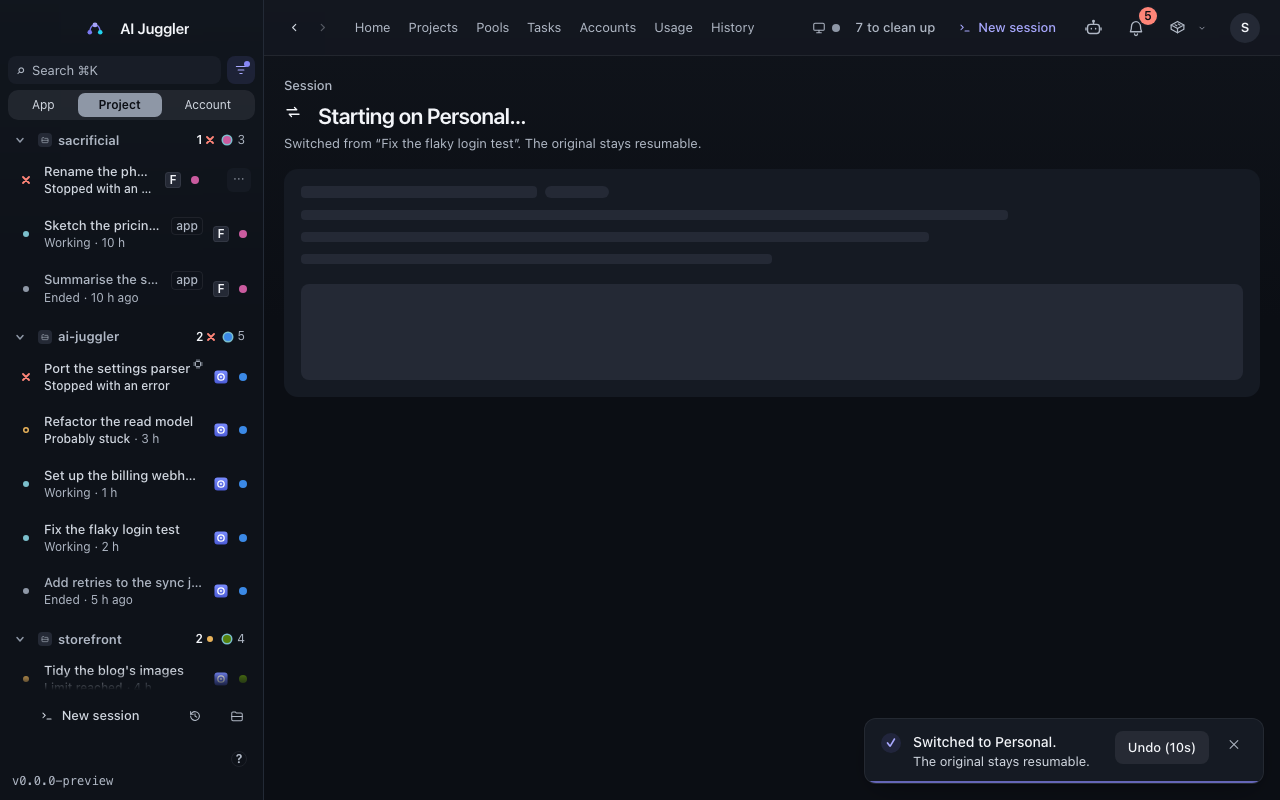 AI Juggler
Search ⌘K
App
Project
Account
sacrificial
1
3
Rename the ph...
Stopped with an ...
F
Sketch the pricin...
app
Working · 10 h
F
Summarise the s...
app
Ended · 10 h ago
F
ai-juggler
2
5
Port the settings parser
Stopped with an error
Refactor the read model
Probably stuck · 3 h
Set up the billing webh...
Working · 1 h
Fix the flaky login test
Working · 2 h
Add retries to the sync j...
Ended · 5 h ago
storefront
2
4
Tidy the blog's images
Limit reached · 4 h
New session
?
v0.0.0-preview
Home
Projects
Pools
Tasks
Accounts
Usage
History
7 to clean up
New session
5
S
Session
Starting on Personal...
Switched from “Fix the flaky login test”. The original stays resumable.
Switched to Personal.
The original stays resumable.
Undo (10s)